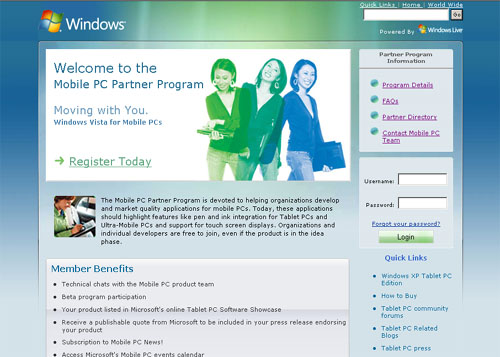 Quick Links | Home | World Wide
Go
Windows
Powered By Windows Live
Welcome to the
Mobile PC Partner Program
Moving with You.
Windows Vista for Mobile PCs
Register Today
Partner Program
Information
Program Details
FAQs
Partner Directory
Contact Mobile PC
Team
Username:
Password:
Forgot your password?
Login
The Mobile PC Partner Program is devoted to helping organizations develop
and market quality applications for mobile PCs. Today, these applications
should highlight features like pen and ink integration for Tablet PCs and
Ultra-Mobile PCs and support for touch screen displays. Organizations and
individual developers are free to join, even if the product is in the idea
phase.
Member Benefits
Technical chats with the Mobile PC product team
Beta program participation
Your product listed in Microsoft's online Tablet PC Software Showcase
Receive a publishable quote from Microsoft to be included in your press release endorsing
your product
Subscription to Mobile PC News!
Access Microsoft's Mobile PC events calendar
Quick Links
Windows XP Tablet PC
Edition
How to Buy
Tablet PC community
forums
Tablet PC Related
Blogs
Tablet PC press